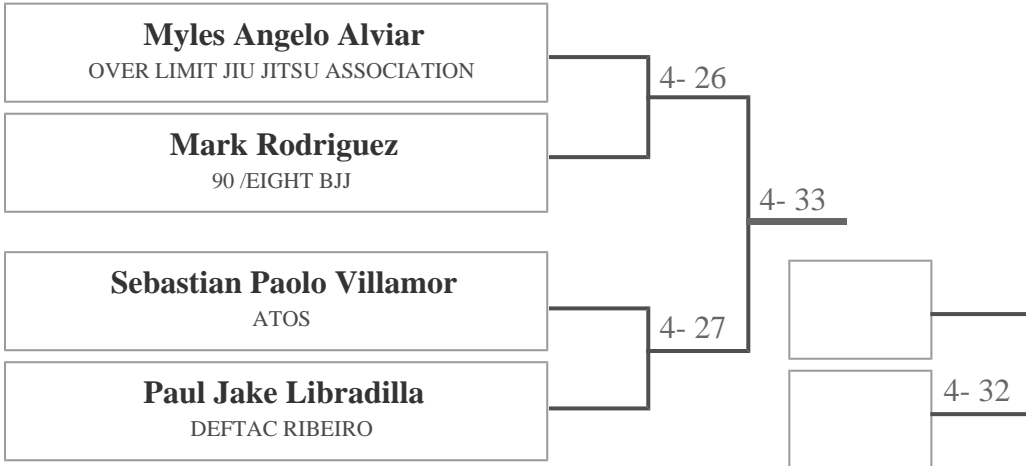 Myles Angelo Alviar
OVER LIMIT JIU JITSU ASSOCIATION
4- 26
Mark Rodriguez
90 /EIGHT BJJ
4- 33
Sebastian Paolo Villamor
ATOS
4- 27
Paul Jake Libradilla
DEFTAC RIBEIRO
4- 32